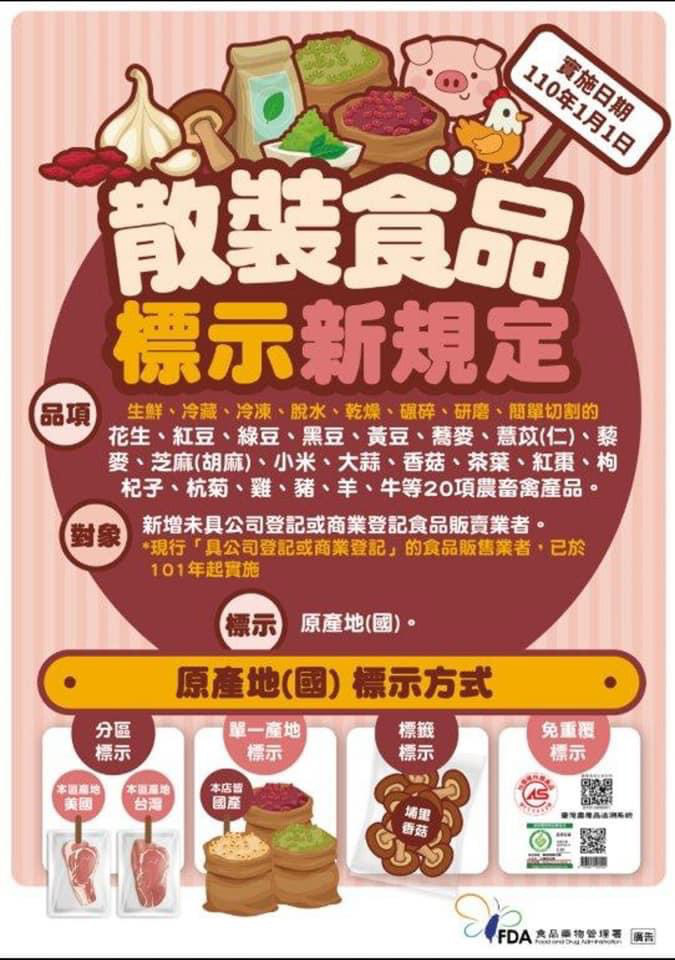 實施日期
110年1月1日
散裝食品
標示新規定
品項
生鮮、冷藏、冷凍、脫水、乾燥、碾碎、研磨、簡單切割的
花生、紅豆、綠豆、黑豆、黃豆、蕎麥、薏苡(仁)、藜
麥、芝麻(胡麻)、小米、大蒜、香菇、茶葉、紅棗、枸
杞子、杭菊、雞、豬、羊、牛等20項農畜禽產品。
對象
新增未具公司登記或商業登記食品販賣業者。
*現行「具公司登記或商業登記」的食品販售業者,已於
101年起實施
標示
原產地(國)。
原產地(國) 標示方式
分區
標示
本區產地
美國
本區產地
台灣
單一產地
標示
本店皆
國產
標籤
標示
埔里
香菇
免重覆
標示
臺灣農產品追溯系統
FDA 食品藥物管理署
Food and Drug Administration
廣告